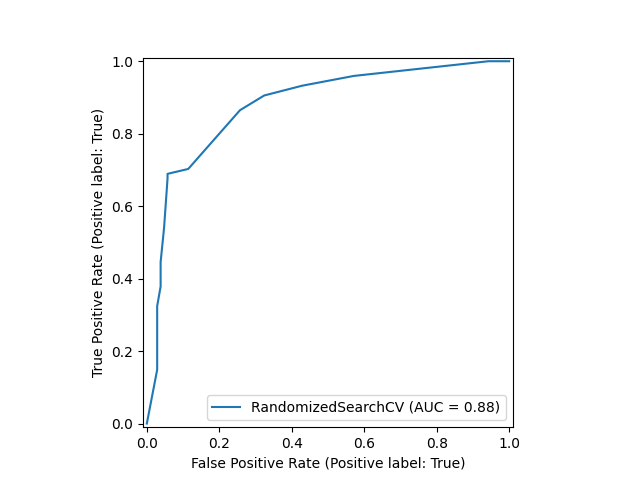 1.0
0.8
0.6
0.4
0.2
0.0
True Positive Rate (Positive label: True)
RandomizedSearchCV (AUC = 0.88)
0.0 0.2 0.4 0.6 0.8 1.0
False Positive Rate (Positive label: True)